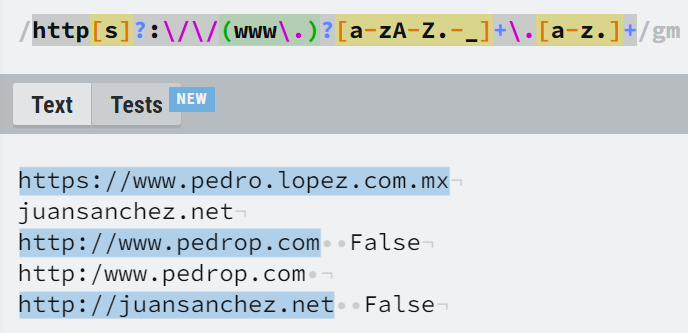 /http[s]?:\/\/(www\.)?[a-zA-Z.-_]+\.[a-z.]+/gm
Text Tests NEW
https://www.pedro.lopez.com.mx¬
juansanchez.net¬
http://www.pedrop.com••False¬
http:/www.pedrop.com•¬
http://juansanchez.net••False¬